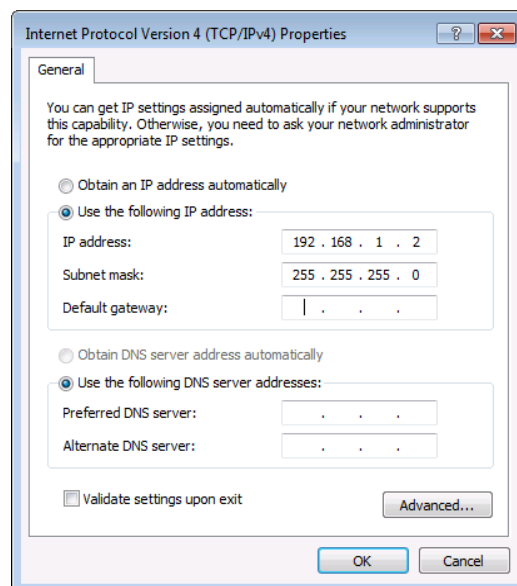 Internet Protocol Version 4 (TCP/IPv4) Properties
General
You can get IP settings assigned automatically if your network supports
this capability. Otherwise, you need to ask your network administrator
for the appropriate IP settings.
Obtain an IP address automatically
Use the following IP address:
IP address: 192 . 168 . 1 . 2
Subnet mask: 255 . 255 . 255 . 0
Default gateway: . . .
Obtain DNS server address automatically
Use the following DNS server addresses:
Preferred DNS server: . . .
Alternate DNS server: . . .
Validate settings upon exit
Advanced...
OK Cancel